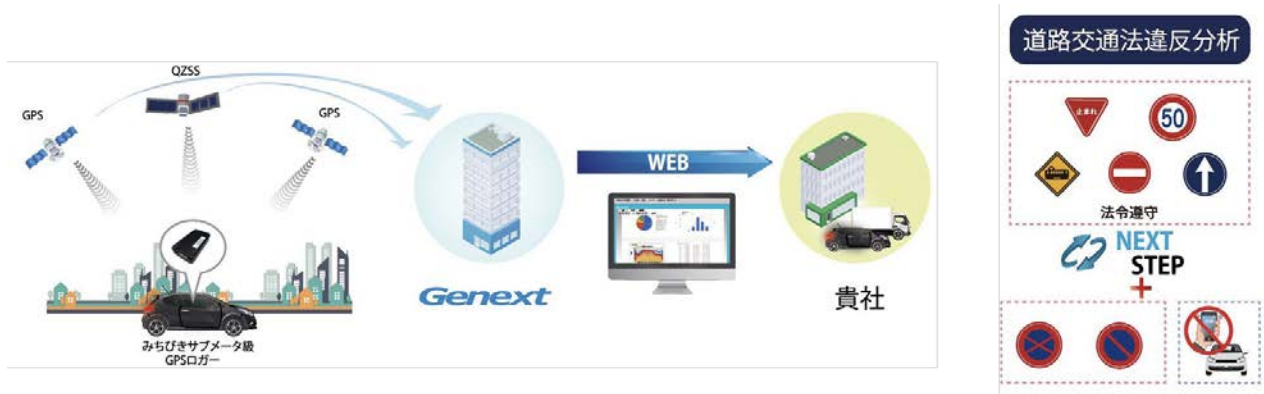 QZSS
GPS
GPS
WEB
Genext
貴社
みちびきサブメータ級
GPSロガー
道路交通法違反分析
止まれ
50
法令遵守
NEXT
STEP
+